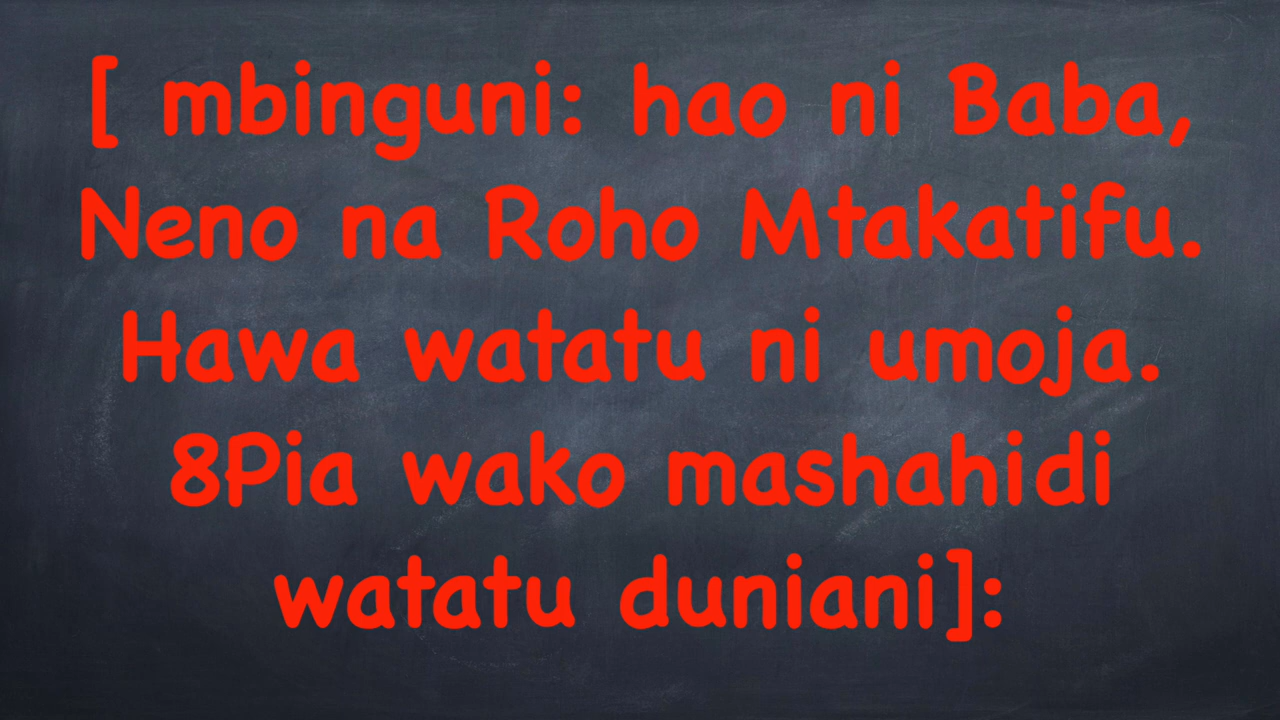 [ mbinguni: hao ni Baba,
Neno na Roho Mtakatifu.
Hawa watatu ni umoja.
8Pia wako mashahidi
watatu duniani]: